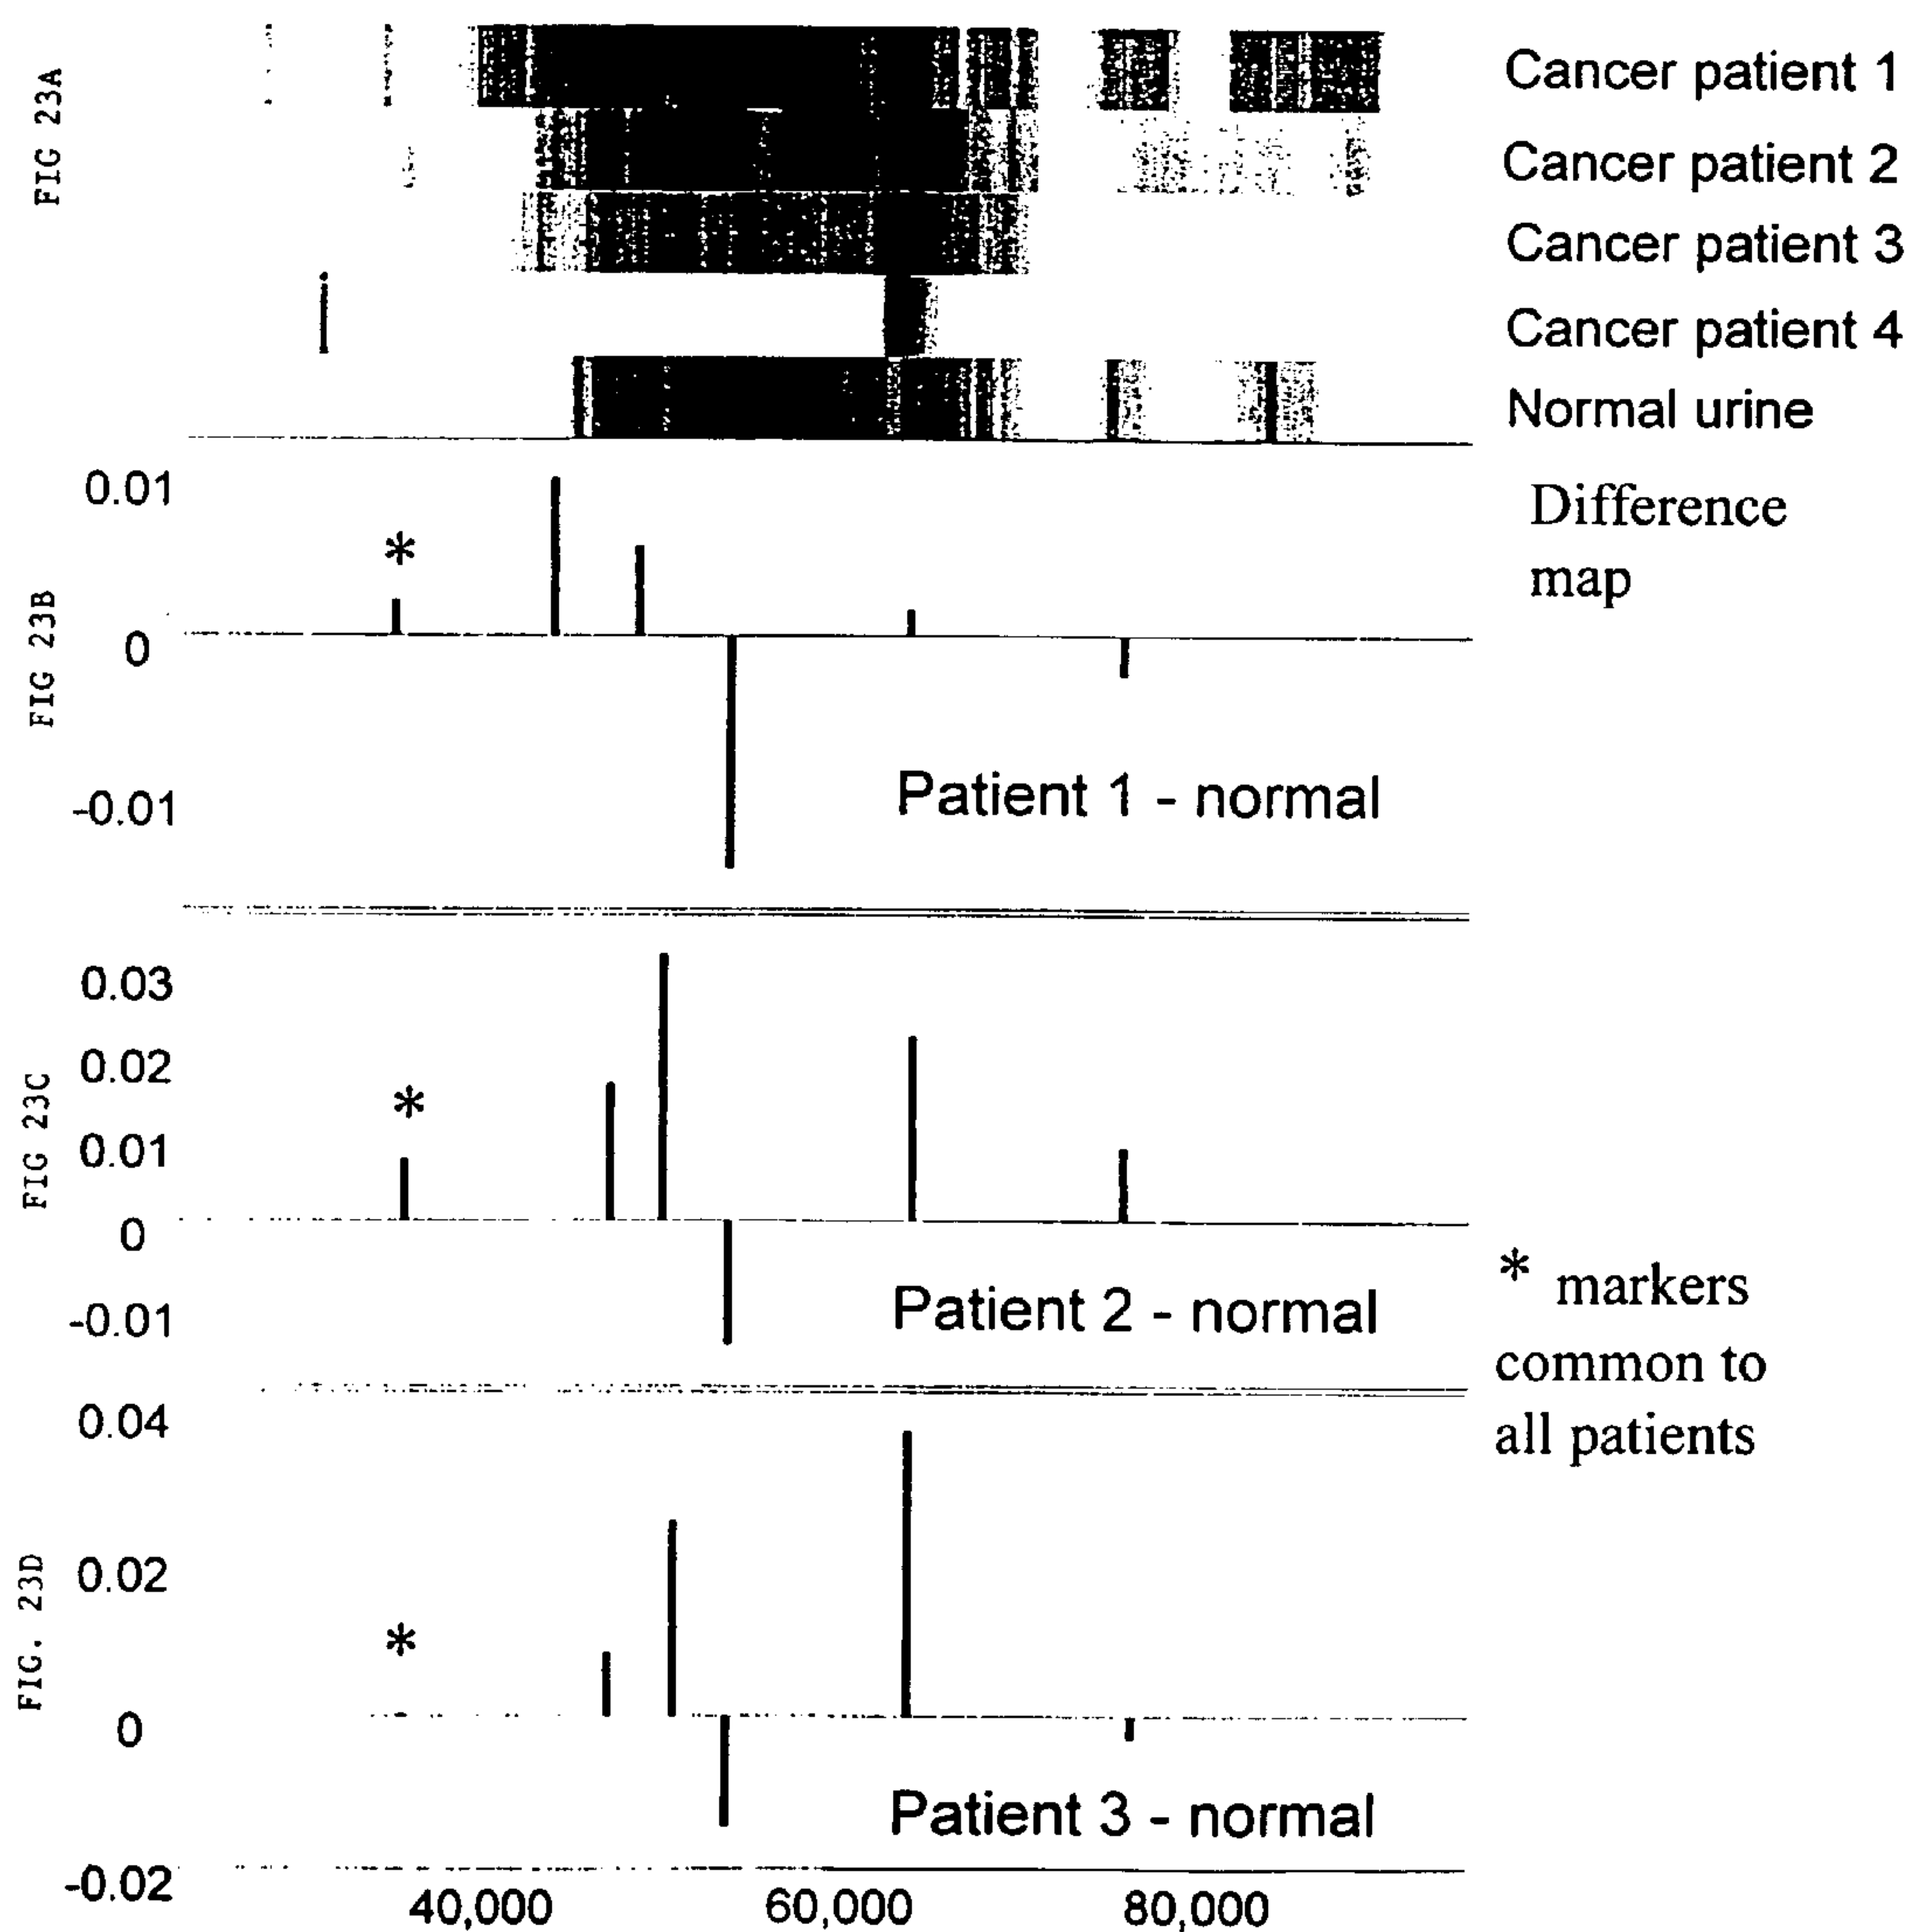 FIG 23A
Cancer patient 1
Cancer patient 2
Cancer patient 3
Cancer patient 4
Normal urine
Difference
map
FIG 23B
0.01
*
0
-0.01
Patient 1 - normal
FIG 23C
0.03
0.02
0.01
*
0
-0.01
Patient 2 - normal
* markers
common to
all patients
FIG. 23D
0.04
0.02
*
0
-0.02
Patient 3 - normal
40,000 60,000 80,000